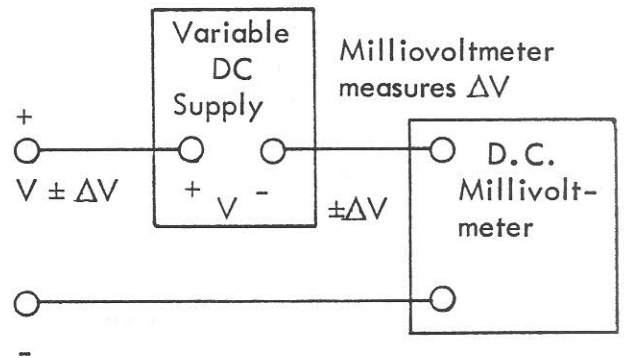 Variable
DC
Supply
Milliovoltmeter
measures ΔV
+
V ± ΔV
+ -
V
±ΔV
D.C.
Millivolt-
meter
-